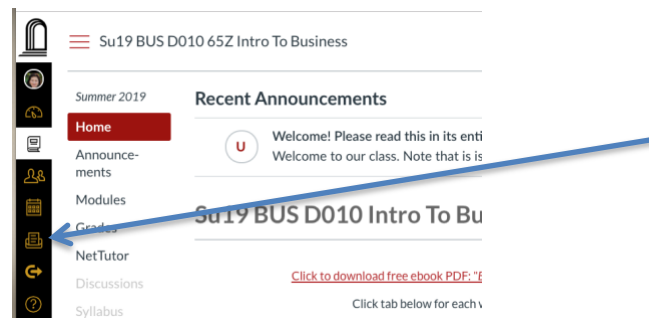 Su19 BUS D010 65Z Intro To Business
Summer 2019
Home
Announce-
ments
Modules
Grades
NetTutor
Discussions
Syllabus
Recent Announcements
U
Welcome! Please read this in its enti
Welcome to our class. Note that is is
Su19 BUS D010 Intro To Bu
Click to download free ebook PDF: "E
Click tab below for each v